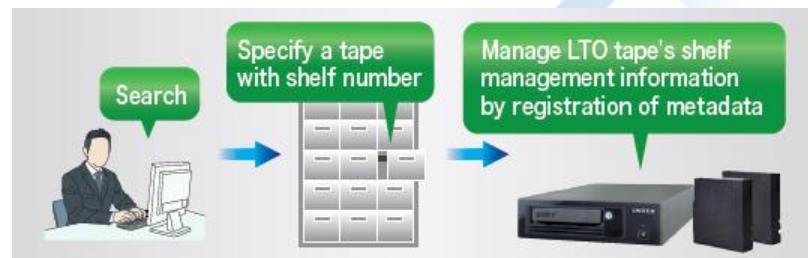 Search
Specify a tape
with shelf number
Manage LTO tape's shelf
management information
by registration of metadata